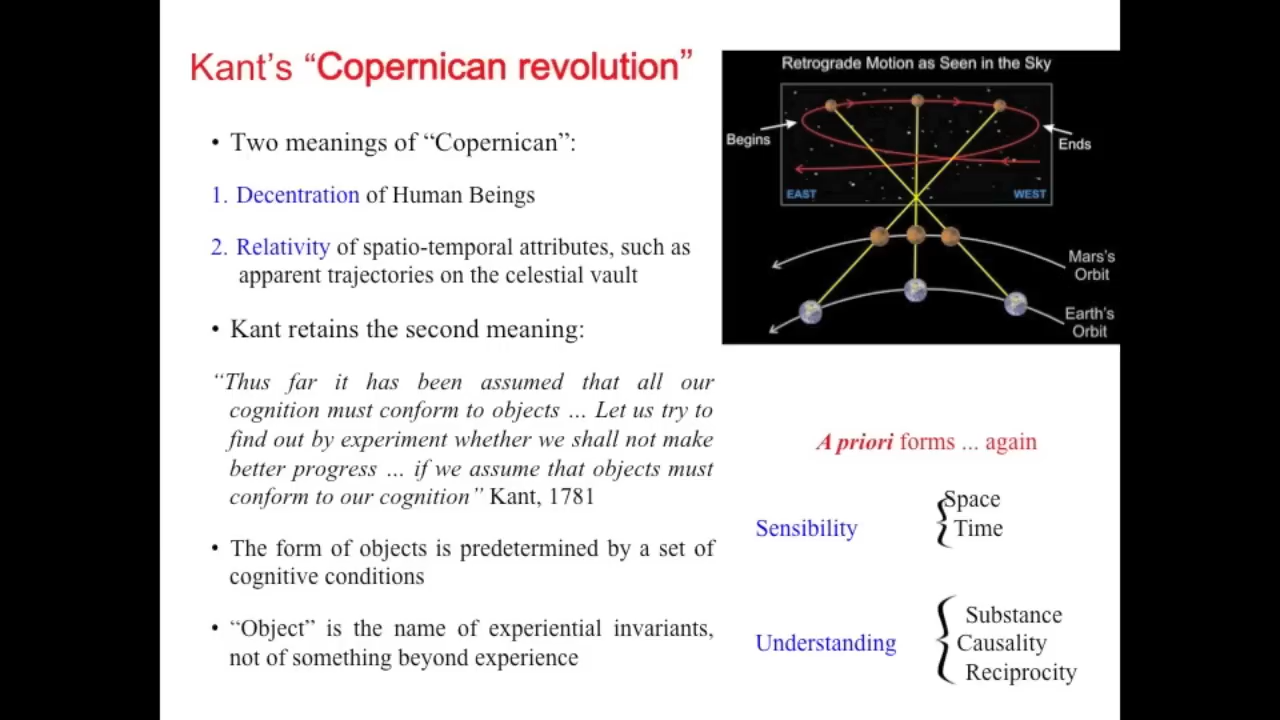 Kant's “Copernican revolution”
• Two meanings of “Copernican”:
1. Decentration of Human Beings
2. Relativity of spatio-temporal attributes, such as
apparent trajectories on the celestial vault
• Kant retains the second meaning:
“Thus far it has been assumed that all our
cognition must conform to objects ... Let us try to
find out by experiment whether we shall not make
better progress ... if we assume that objects must
conform to our cognition” Kant, 1781
• The form of objects is predetermined by a set of
cognitive conditions
• “Object” is the name of experiential invariants,
not of something beyond experience
Retrograde Motion as Seen in the Sky
Begins
Ends
EAST
WEST
Mars's
Orbit
Earth's
Orbit
A priori forms ... again
Sensibility
Space
Time
Understanding
Substance
Causality
Reciprocity